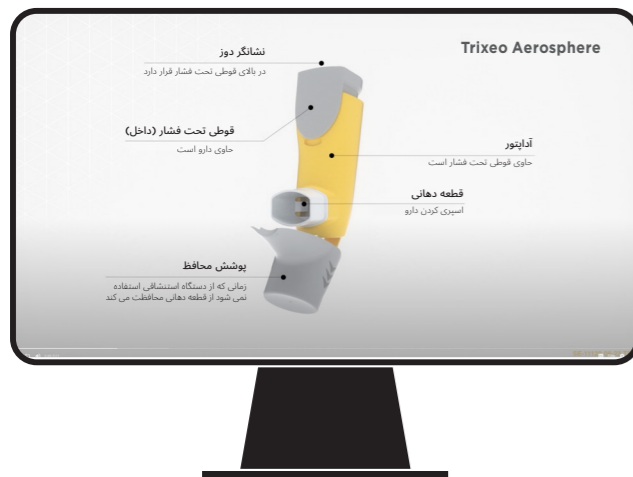 Trixeo Aerosphere
نشانگر دوز
در بالای قوطی تحت فشار قرار دارد
قوطی تحت فشار (داخل)
حاوی دارو است
آداپتور
حاوی قوطی تحت فشار است
قطعه دهانی
اسپری کردن دارو
پوشش محافظ
زمانی که از دستگاه استنشاقی استفاده
نمی شود از قطعه دهانی محافظت می کند